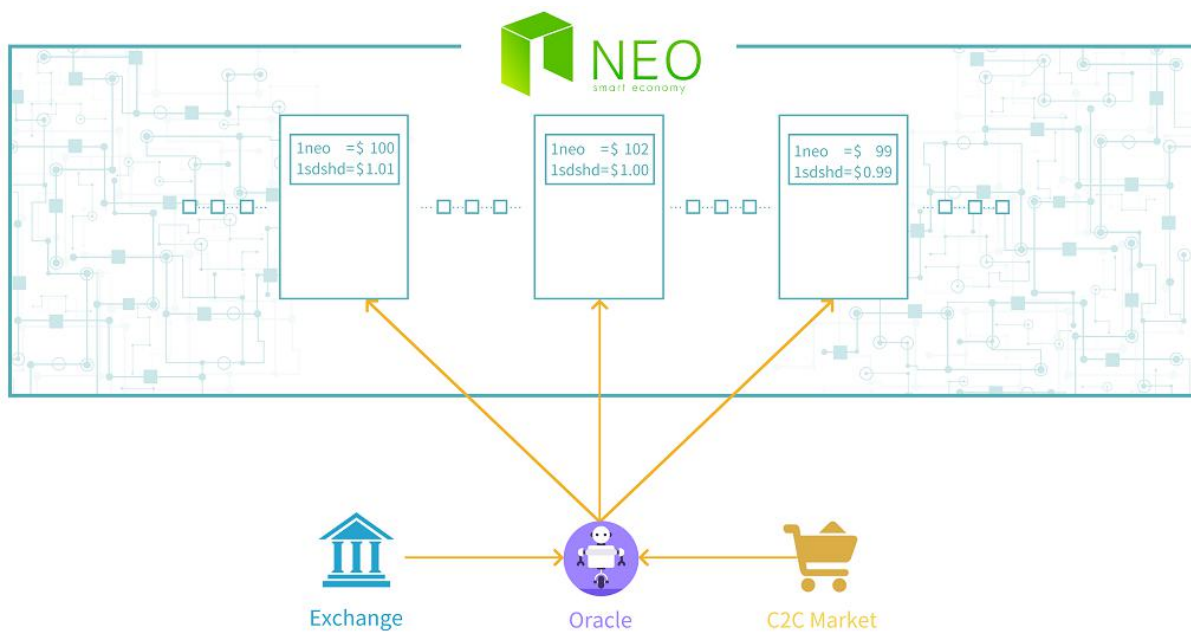 NEO
smart economy
1neo =$ 100
1sdshd=$1.01
1neo =$ 102
1sdshd=$1.00
1neo =$ 99
1sdshd=$0.99
Exchange
Oracle
C2C Market